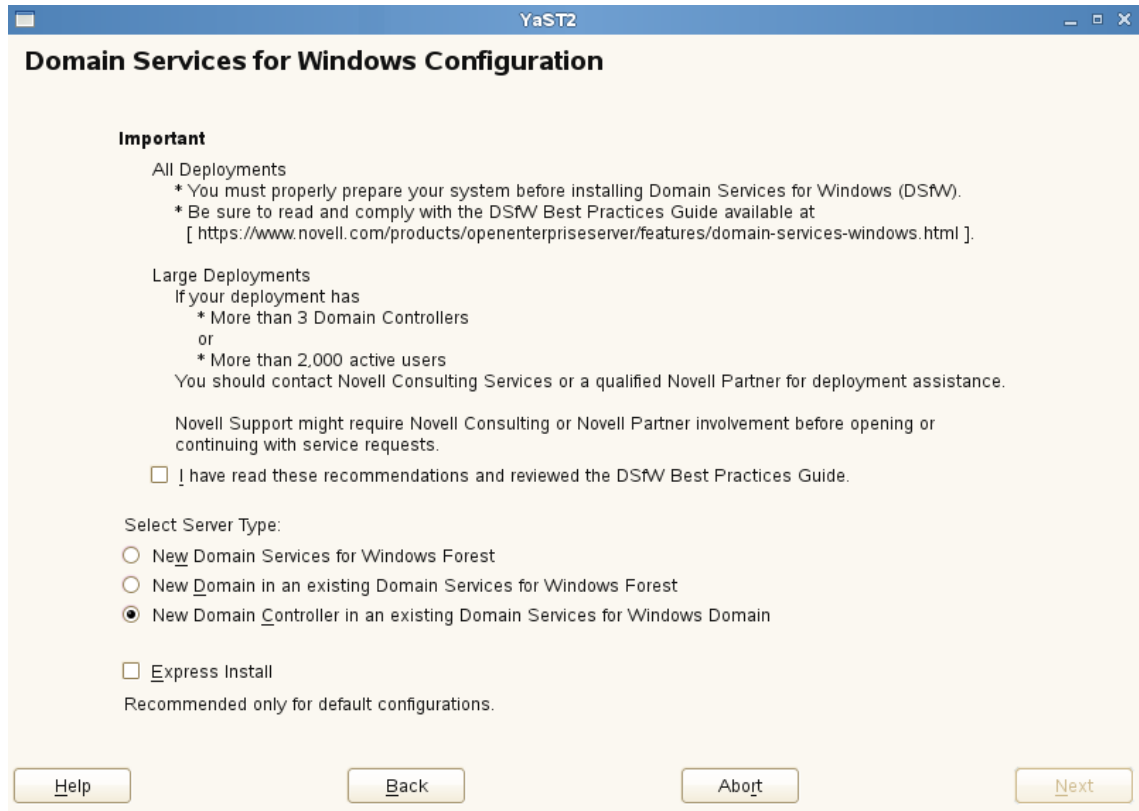 YaST2
Domain Services for Windows Configuration
Important
All Deployments
* You must properly prepare your system before installing Domain Services for Windows (DSfW).
* Be sure to read and comply with the DSfW Best Practices Guide available at
[ https://www.novell.com/products/openenterpriseserver/features/domain-services-windows.html ].
Large Deployments
If your deployment has
* More than 3 Domain Controllers
or
* More than 2,000 active users
You should contact Novell Consulting Services or a qualified Novell Partner for deployment assistance.
Novell Support might require Novell Consulting or Novell Partner involvement before opening or
continuing with service requests.
I have read these recommendations and reviewed the DSfW Best Practices Guide.
Select Server Type:
New Domain Services for Windows Forest
New Domain in an existing Domain Services for Windows Forest
New Domain Controller in an existing Domain Services for Windows Domain
Express Install
Recommended only for default configurations.
Help Back Abort Next